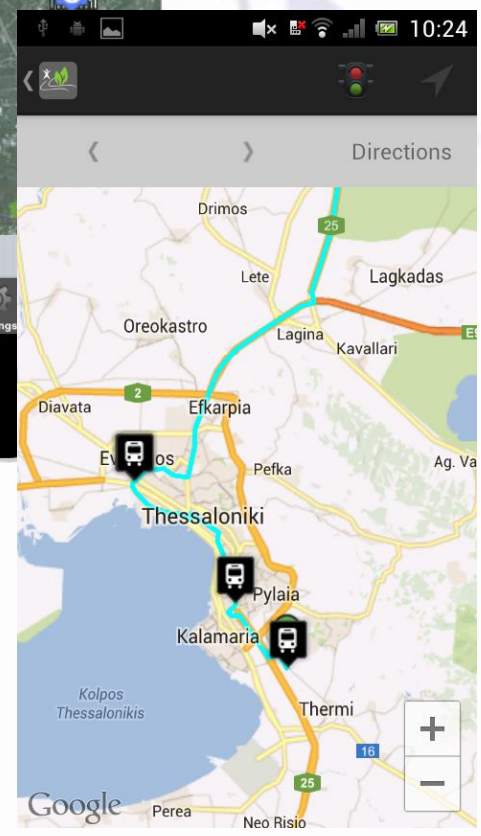 10:24
Directions
Drimos
25
Lete
Lagkadas
Oreokastro
Lagina
Kavallari
2
Diavata
Efkarpia
Pefka
Ag. Va
Thessaloniki
Pylaia
Kalamaria
Kolpos
Thessalonikis
Thermi
16
25
Google
Perea
Neo Risio